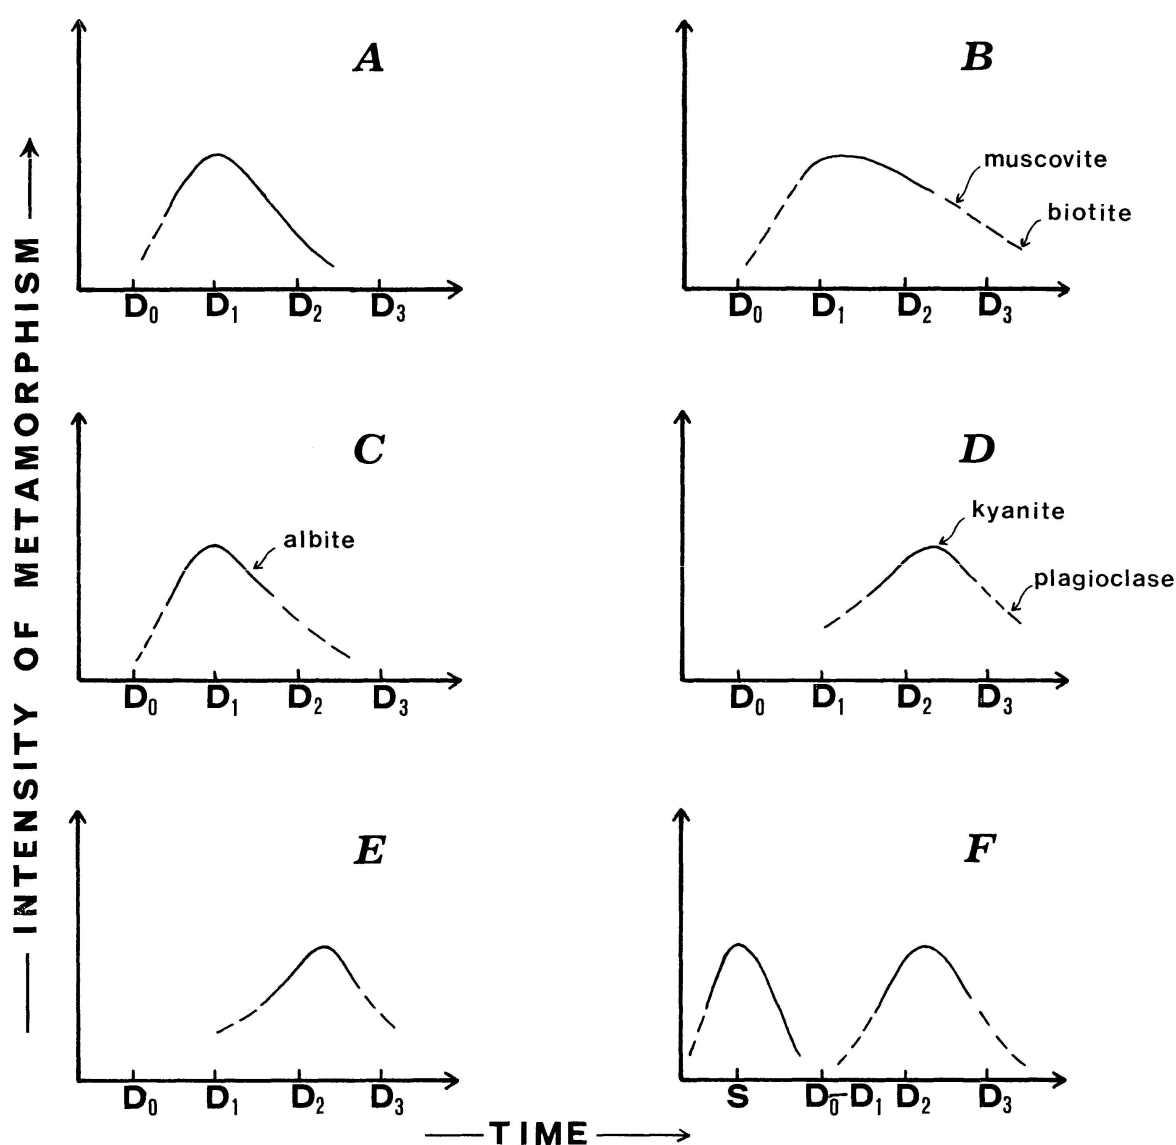 A
B
muscovite
biotite
D0 D1 D2 D3
D0 D1 D2 D3
C
D
albite
kyanite
plagioclase
D0 D1 D2 D3
D0 D1 D2 D3
E
F
D0 D1 D2 D3
S D0-D1 D2 D3
INTENSITY OF METAMORPHISM
TIME